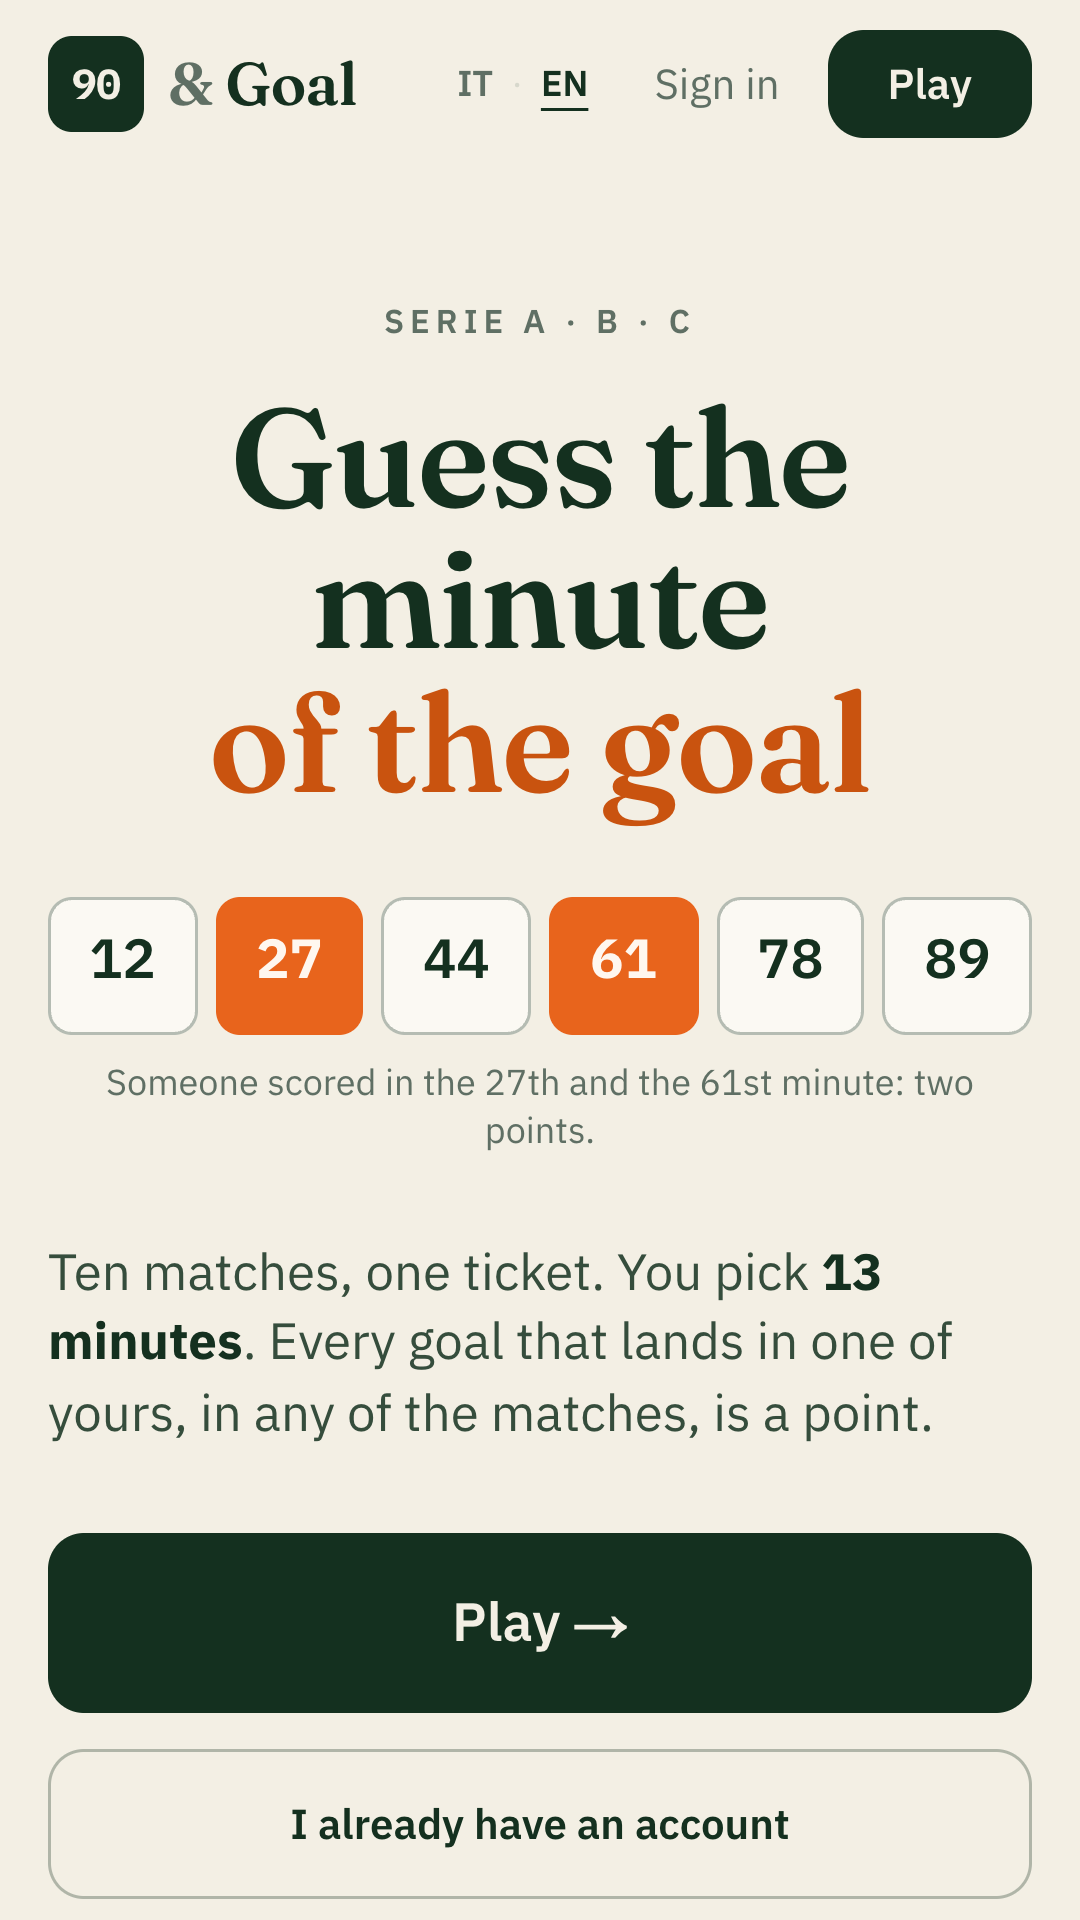 90 & Goal IT · EN Sign in Play
SERIE A · B · C
Guess the
minute
of the goal
12 27 44 61 78 89
Someone scored in the 27th and the 61st minute: two
points.
Ten matches, one ticket. You pick 13
minutes. Every goal that lands in one of
yours, in any of the matches, is a point.
Play →
I already have an account